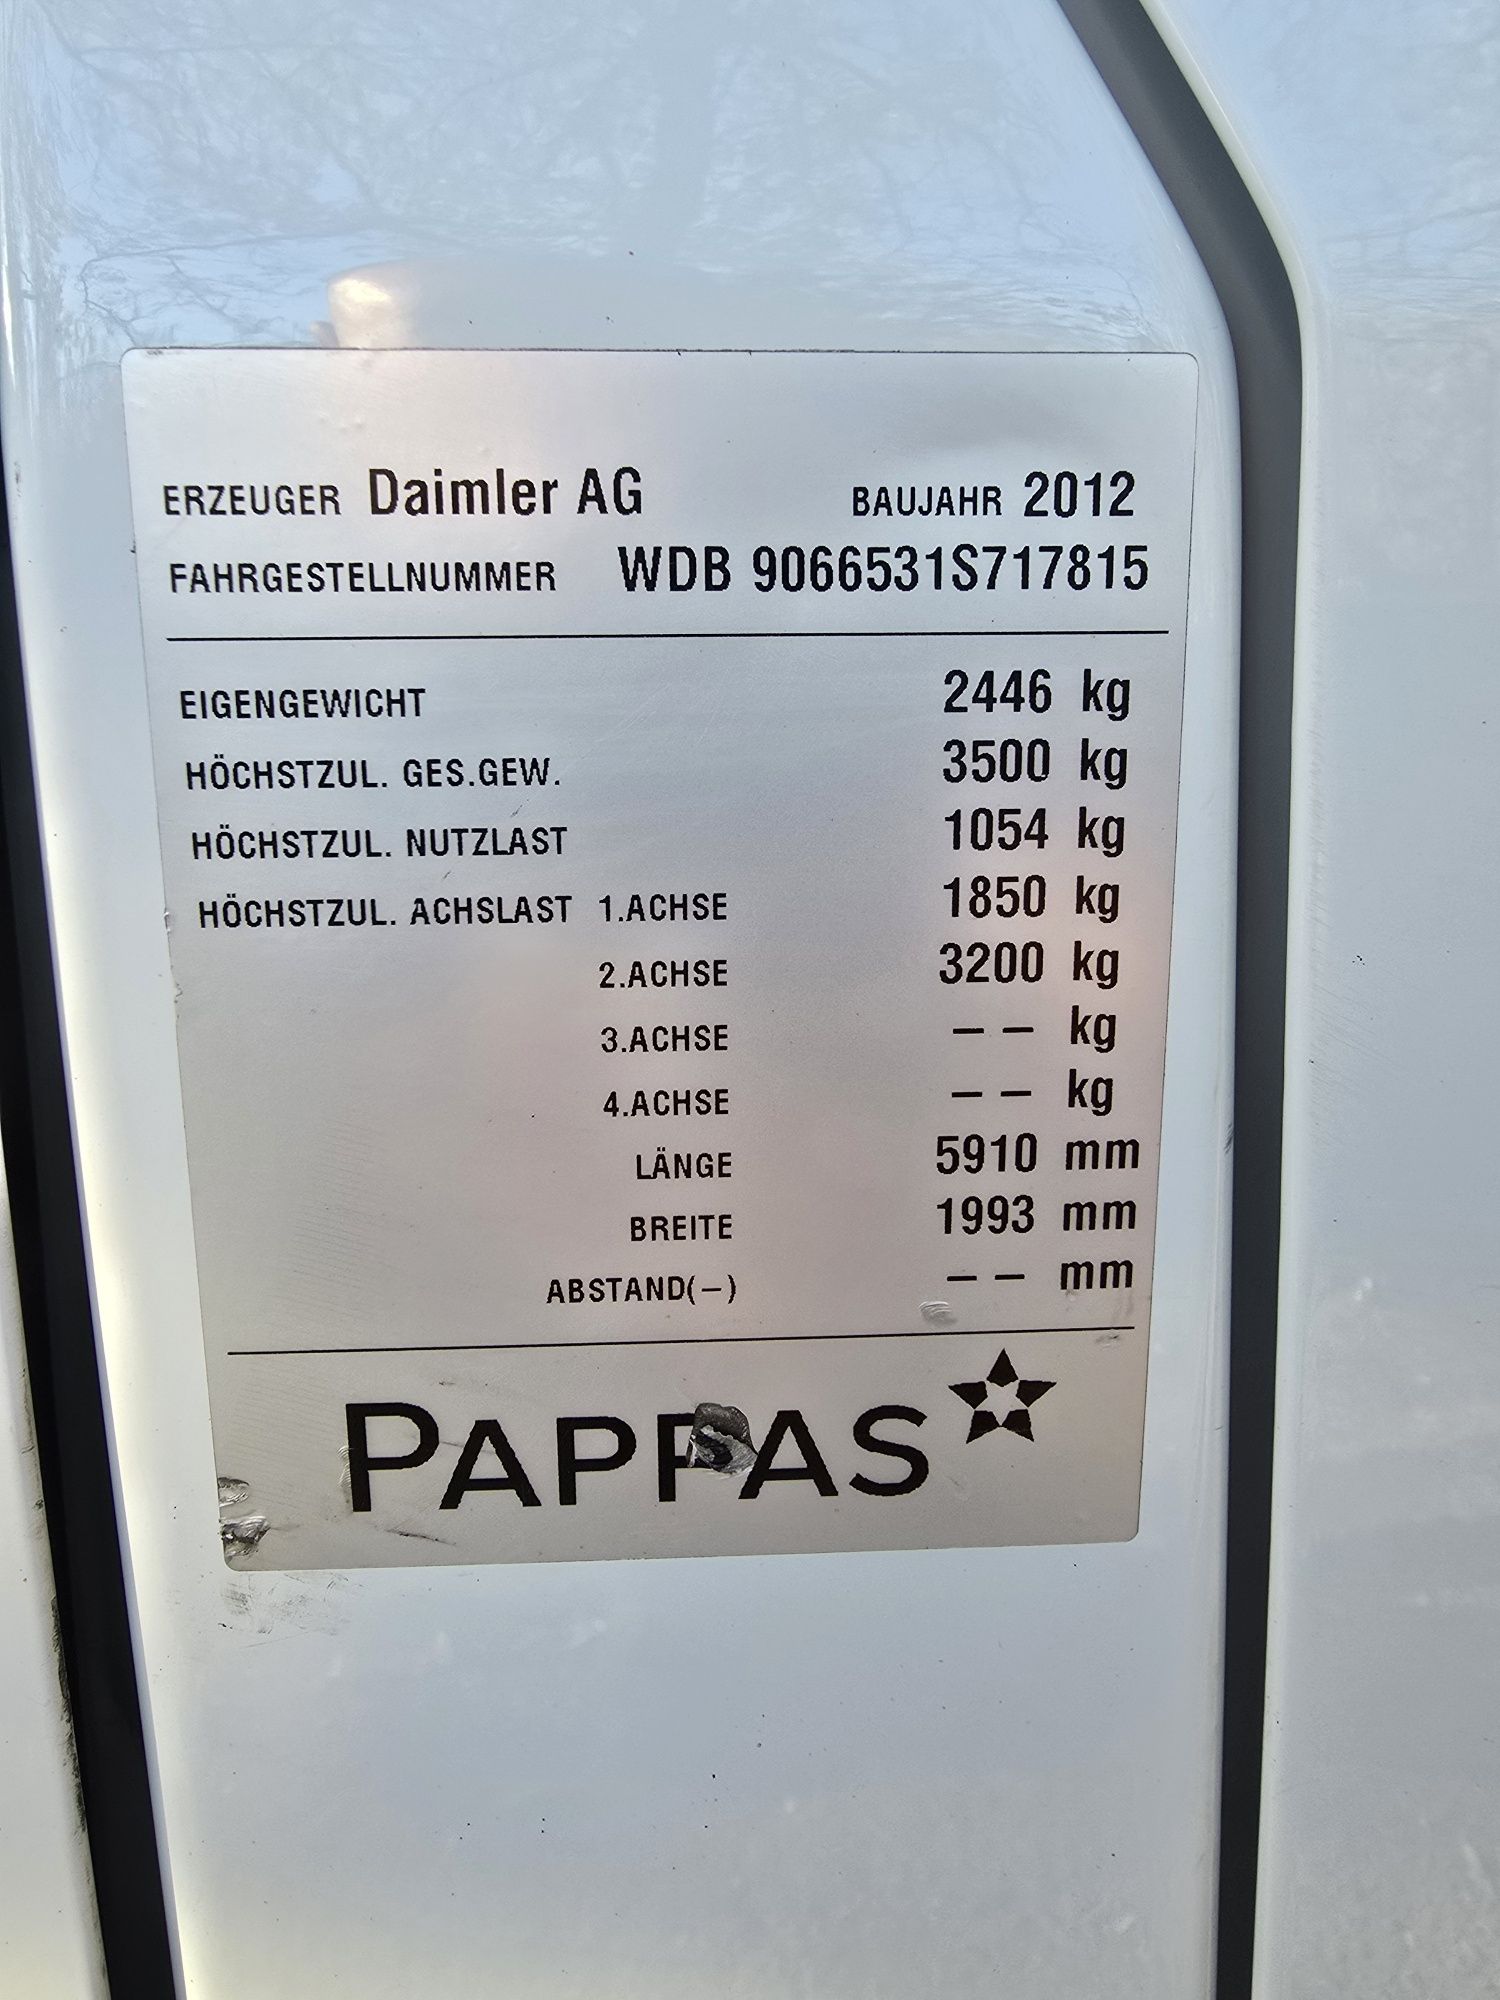 ERZEUGER Daimler AG BAUJAHR 2012
FAHRGESTELLNUMMER WDB 9066531S717815
EIGENGEWICHT 2446 kg
HÖCHSTZUL. GES.GEW. 3500 kg
HÖCHSTZUL. NUTZLAST 1054 kg
HÖCHSTZUL. ACHSLAST 1.ACHSE 1850 kg
2.ACHSE 3200 kg
3.ACHSE – – kg
4.ACHSE – – kg
LÄNGE 5910 mm
BREITE 1993 mm
ABSTAND(–) – – mm
PAPPAS